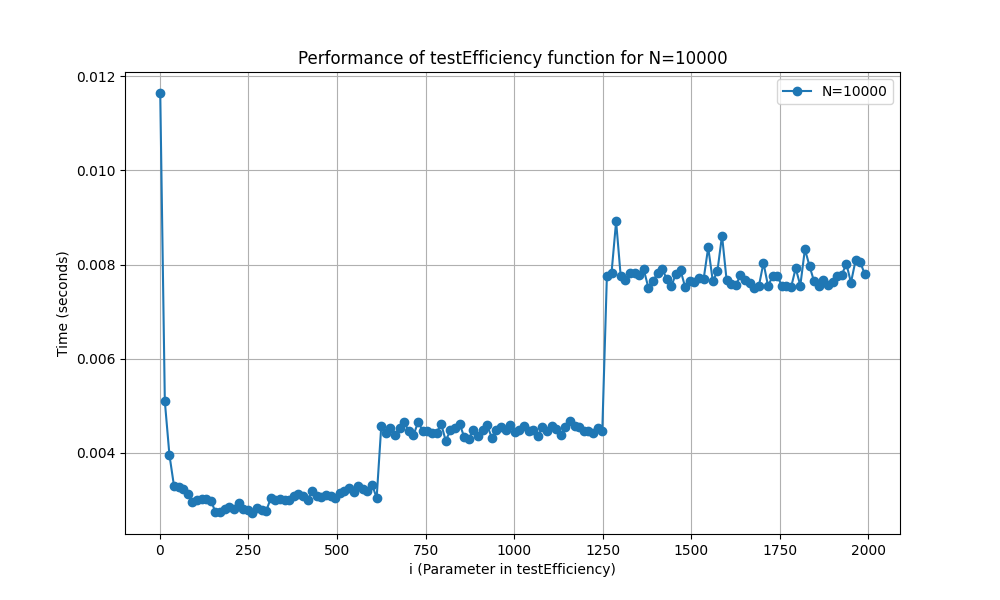 Performance of testEfficiency function for N=10000
N=10000
Time (seconds)
0.012
0.010
0.008
0.006
0.004
0 250 500 750 1000 1250 1500 1750 2000
i (Parameter in testEfficiency)